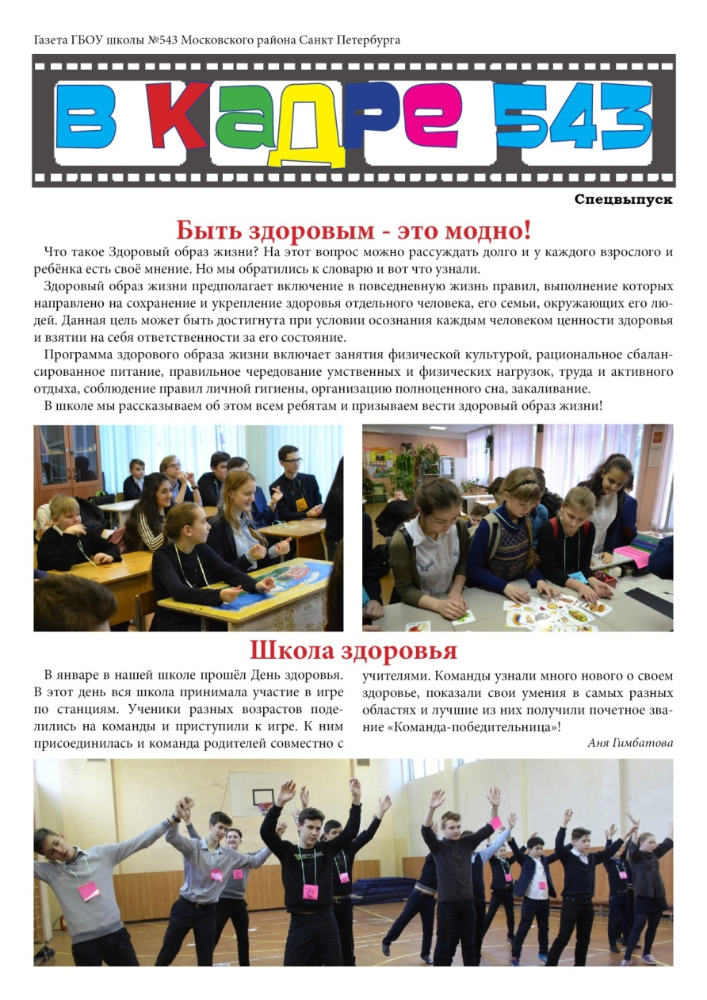 Газета ГБОУ школы №543 Московского района Санкт Петербурга
В Кадре 543
Спецвыпуск
Быть здоровым - это модно!
Что такое Здоровый образ жизни? На этот вопрос можно рассуждать долго и у каждого взрослого и
ребёнка есть своё мнение. Но мы обратились к словарю и вот что узнали.
Здоровый образ жизни предполагает включение в повседневную жизнь правил, выполнение которых
направлено на сохранение и укрепление здоровья отдельного человека, его семьи, окружающих его лю-
дей. Данная цель может быть достигнута при условии осознания каждым человеком ценности здоровья
и взятии на себя ответственности за его состояние.
Программа здорового образа жизни включает занятия физической культурой, рациональное сбалан-
сированное питание, правильное чередование умственных и физических нагрузок, труда и активного
отдыха, соблюдение правил личной гигиены, организацию полноценного сна, закаливание.
В школе мы рассказываем об этом всем ребятам и призываем вести здоровый образ жизни!
Школа здоровья
В январе в нашей школе прошёл День здоровья.
В этот день вся школа принимала участие в игре
по станциям. Ученики разных возрастов поде-
лились на команды и приступили к игре. К ним
присоединилась и команда родителей совместно с
учителями. Команды узнали много нового о своем
здоровье, показали свои умения в самых разных
областях и лучшие из них получили почетное зва-
ние «Команда-победительница»!
Аня Гимбатова